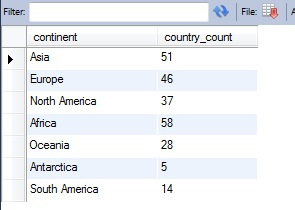 Filter: File: A
continent country_count
Asia 51
Europe 46
North America 37
Africa 58
Oceania 28
Antarctica 5
South America 14